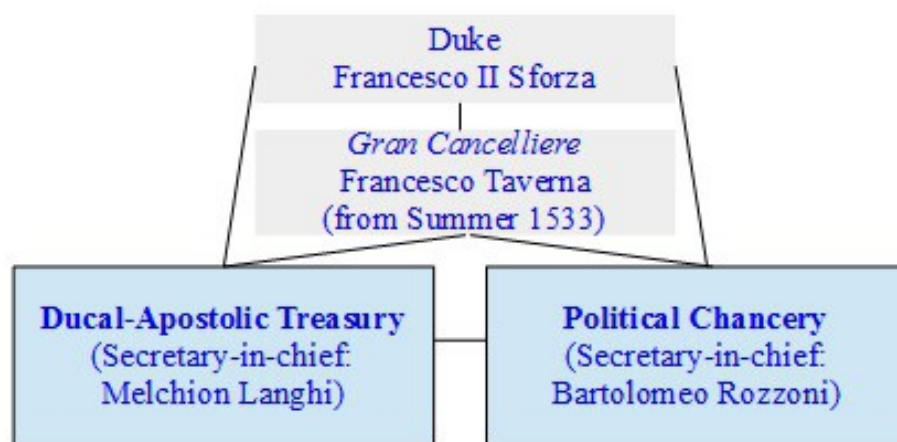 Duke
Francesco II Sforza
Gran Cancelliere
Francesco Taverna
(from Summer 1533)
Ducal-Apostolic Treasury
(Secretary-in-chief:
Melchion Langhi)
Political Chancery
(Secretary-in-chief:
Bartolomeo Rozzoni)